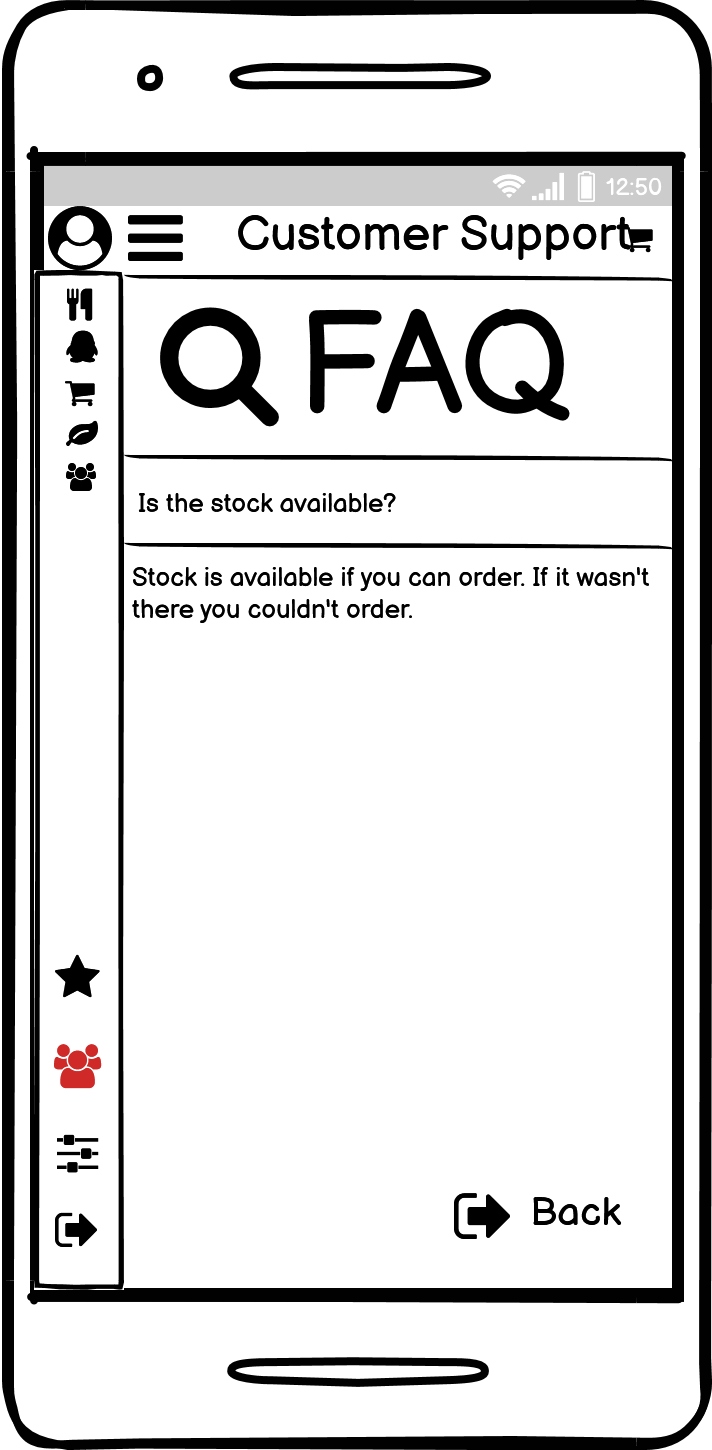 12:50
Customer Support
FAQ
Is the stock available?
Stock is available if you can order. If it wasn't
there you couldn't order.
Back